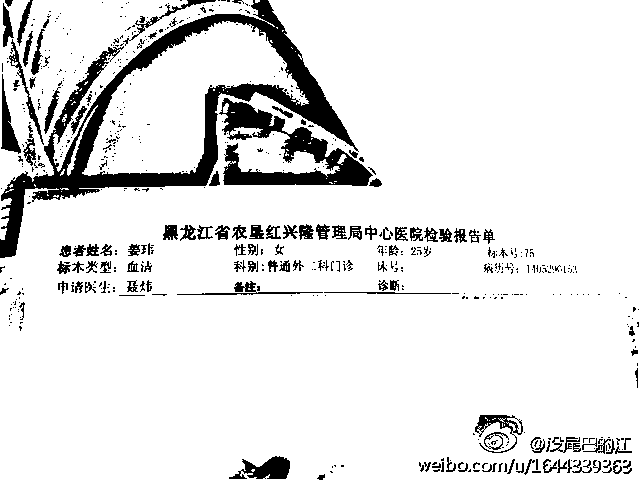 黑龙江省农垦红兴隆管理局中心医院检验报告单
患者姓名：姜玮 性别：女 年龄：25岁 标本号：75
标本类型：血清 科别：普通外二科门诊 床号： 病历号：
申请医生：聂炜 备注： 诊断：
@没尾巴的江
weibo.com/u/1644339363